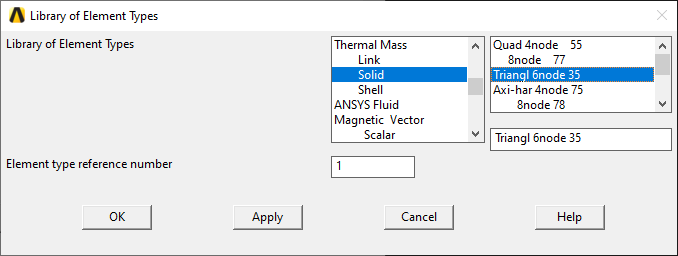 Library of Element Types
Library of Element Types
Thermal Mass
Link
Solid
Shell
ANSYS Fluid
Magnetic Vector
Scalar
Quad 4node 55
8node 77
Triangl 6node 35
Axi-har 4node 75
8node 78
Triangl 6node 35
Element type reference number
1
OK
Apply
Cancel
Help